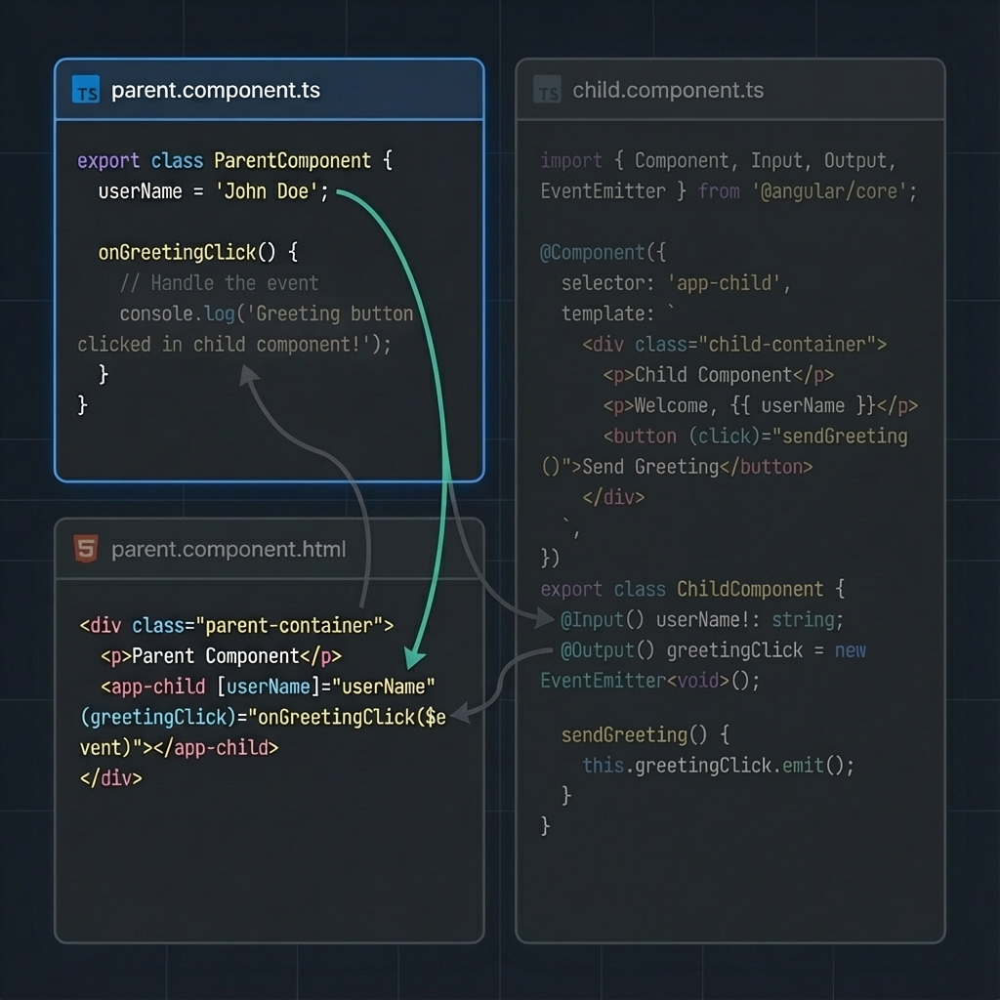 TS parent.component.ts
export class ParentComponent {
  userName = 'John Doe';

  onGreetingClick() {
    // Handle the event
    console.log('Greeting button
clicked in child component!');
  }
}
5 parent.component.html
<div class="parent-container">
  <p>Parent Component</p>
  <app-child [userName]="userName"
(greetingClick)="onGreetingClick($e
vent)"></app-child>
</div>
TS child.component.ts
import { Component, Input, Output,
EventEmitter } from '@angular/core';

@Component({
  selector: 'app-child',
  template: `
    <div class="child-container">
      <p>Child Component</p>
      <p>Welcome, {{ userName }}</p>
      <button (click)="sendGreeting
()">Send Greeting</button>
    </div>
  `,
})
export class ChildComponent {
  @Input() userName!: string;
  @Output() greetingClick = new
EventEmitter<void>();

  sendGreeting() {
    this.greetingClick.emit();
  }
}